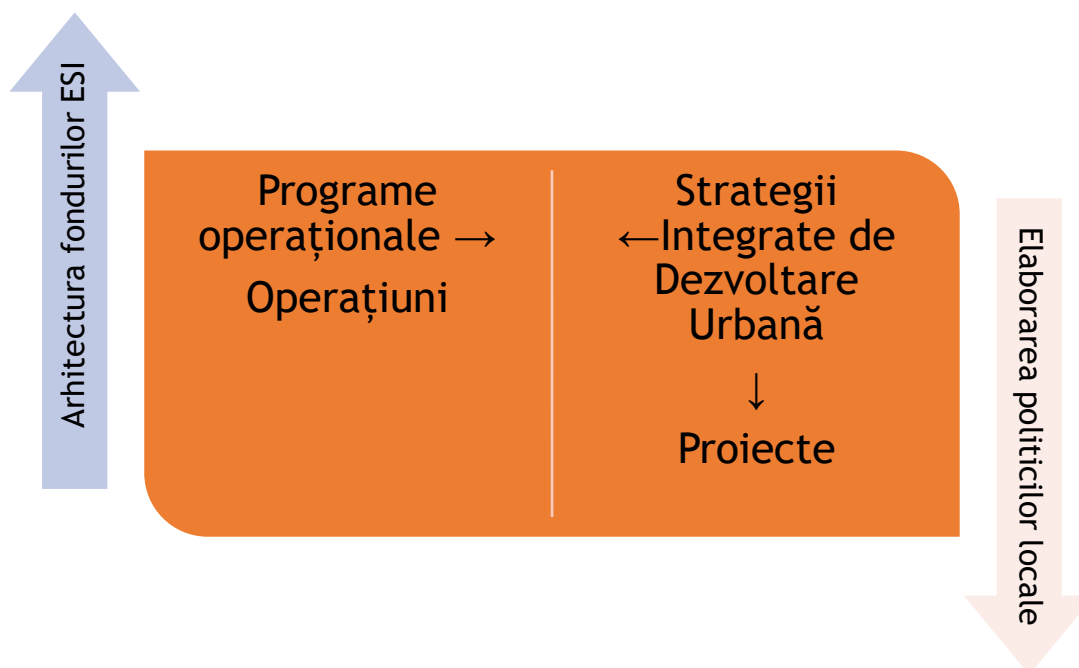 Arhitectura fondurilor ESI
Programe
operaționale →
Operațiuni
Strategii
←Integrate de
Dezvoltare
Urbană
↓
Proiecte
Elaborarea politicilor locale